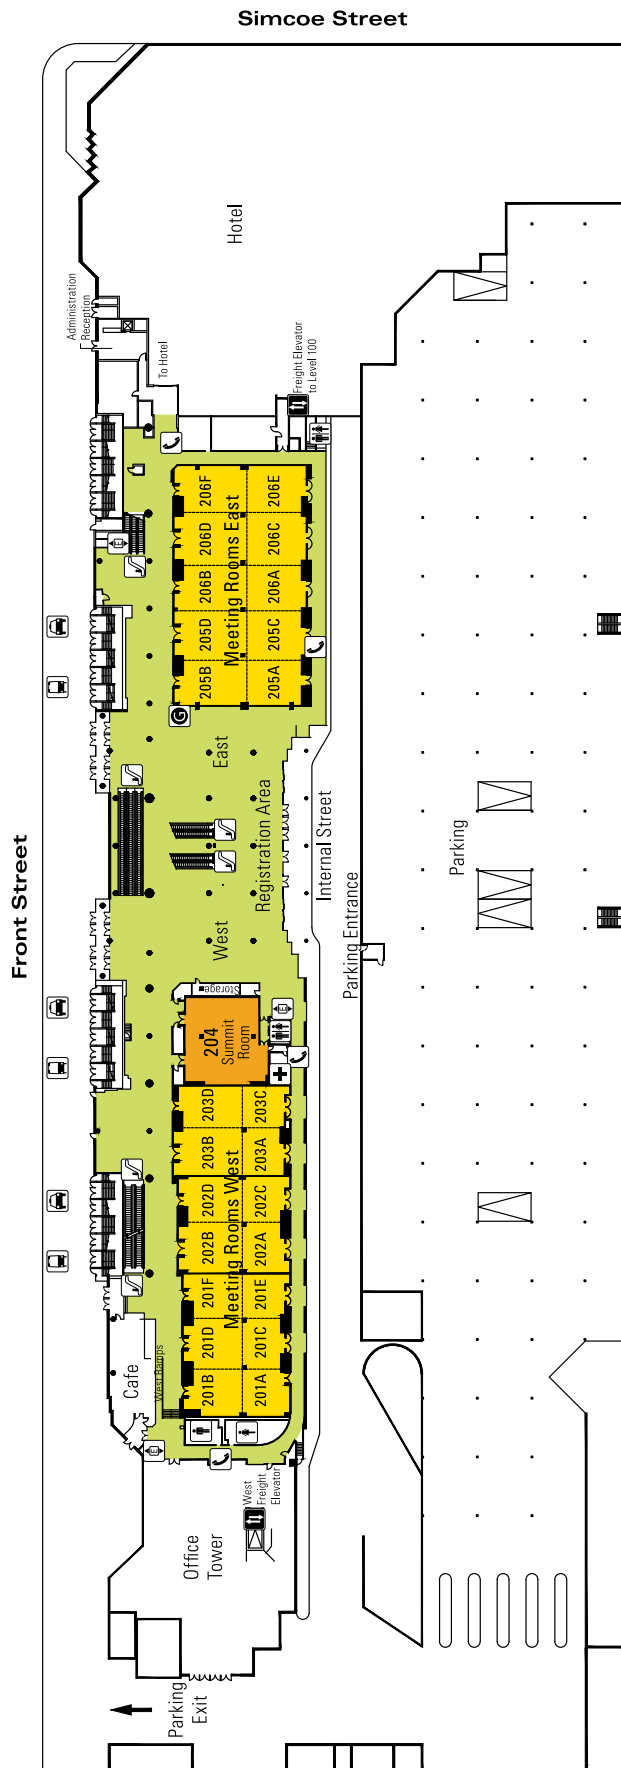 Simcoe Street
Front Street
Hotel
Administration
Reception
To Hotel
Freight Elevator
to Level 100
206F
206E
206D
206C
Meeting Rooms East
206B
206A
205D
205C
205B
205A
G
E
East
Registration Area
Internal Street
Parking
West
Parking Entrance
Storage
204
Summit
Room
E
203D
203C
203B
203A
Meeting Rooms West
202D
202C
202B
202A
201F
201E
201D
201C
201B
201A
Cafe
West Ramps
E
West
Freight
Elevator
Office
Tower
Parking
Exit